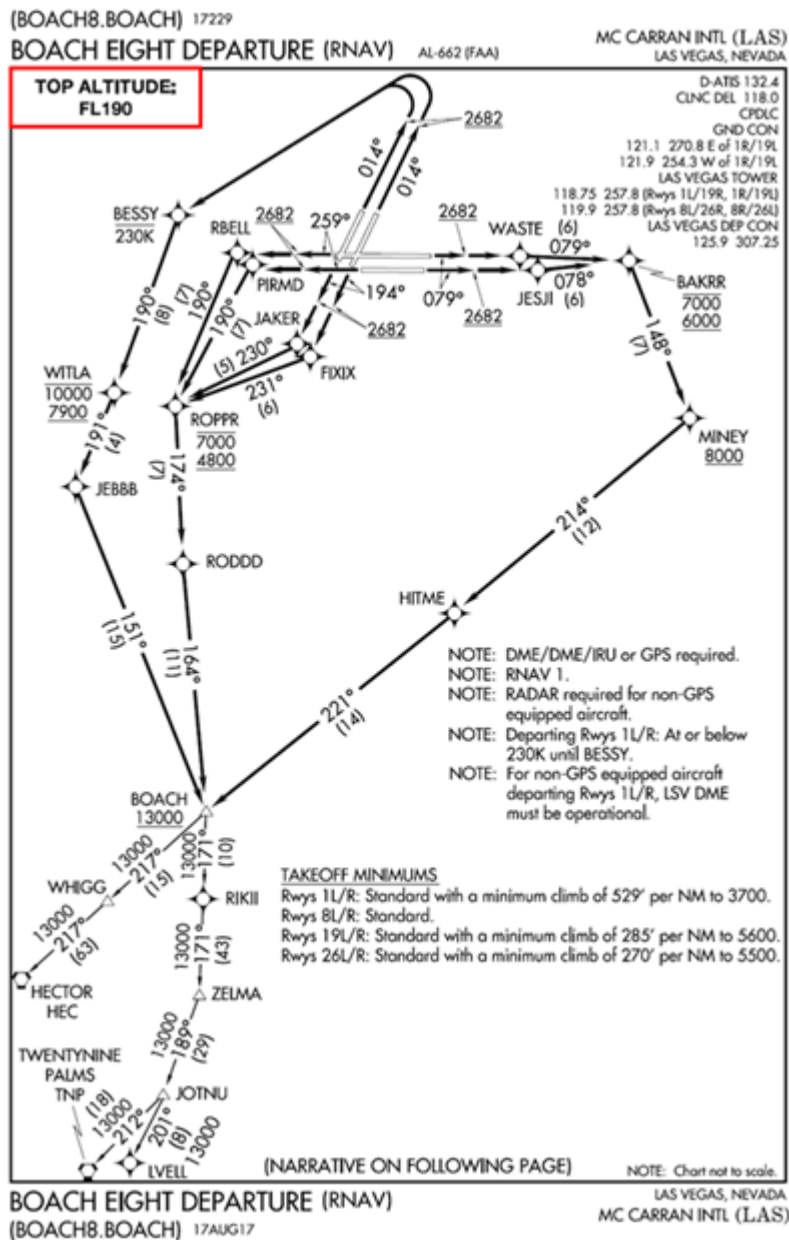 (BOACH8.BOACH) 17229
BOACH EIGHT DEPARTURE (RNAV)
AL-662 (FAA)
MC CARRAN INTL (LAS)
LAS VEGAS, NEVADA
TOP ALTITUDE:
FL190
D-ATIS 132.4
CLNC DEL 118.0
CPDLC
GND CON
121.1 270.8 E of 1R/19L
121.9 254.3 W of 1R/19L
LAS VEGAS TOWER
118.75 257.8 (Rwys 1L/19R, 1R/19L)
119.9 257.8 (Rwys 8L/26R, 8R/26L)
LAS VEGAS DEP CON
125.9 307.25
2682
014°
014°
BESSY
230K
RBELL
2682
259°
2682
WASTE
(6)
079°
PIRMD
194°
079°
2682
JESJI
078°
(6)
BAKRR
7000
6000
190°
(8)
(7)
190°
190°
(7)
JAKER
2682
(5) 230°
FIXIX
231°
(6)
148°
(7)
WITLA
10000
7900
191°
(4)
ROPPR
7000
4800
MINEY
8000
JEBBB
174°
(7)
214°
(12)
RODDD
HITME
151°
(15)
194°
(11)
221°
(14)
NOTE: DME/DME/IRU or GPS required.
NOTE: RNAV 1.
NOTE: RADAR required for non-GPS
equipped aircraft.
NOTE: Departing Rwys 1L/R: At or below
230K until BESSY.
NOTE: For non-GPS equipped aircraft
departing Rwys 1L/R, LSV DME
must be operational.
BOACH
13000
13000
217°
(15)
13000
171°
(10)
WHIGG
RIKII
TAKEOFF MINIMUMS
Rwys 1L/R: Standard with a minimum climb of 529' per NM to 3700.
Rwys 8L/R: Standard.
Rwys 19L/R: Standard with a minimum climb of 285' per NM to 5600.
Rwys 26L/R: Standard with a minimum climb of 270' per NM to 5500.
13000
217°
(63)
13000
171°
(43)
HECTOR
HEC
ZELMA
13000
189°
(29)
TWENTYNINE
PALMS
TNP
JOTNU
(18)
13000
212°
201°
(8)
13000
LVELL
(NARRATIVE ON FOLLOWING PAGE)
NOTE: Chart not to scale.
BOACH EIGHT DEPARTURE (RNAV)
(BOACH8.BOACH) 17AUG17
LAS VEGAS, NEVADA
MC CARRAN INTL (LAS)